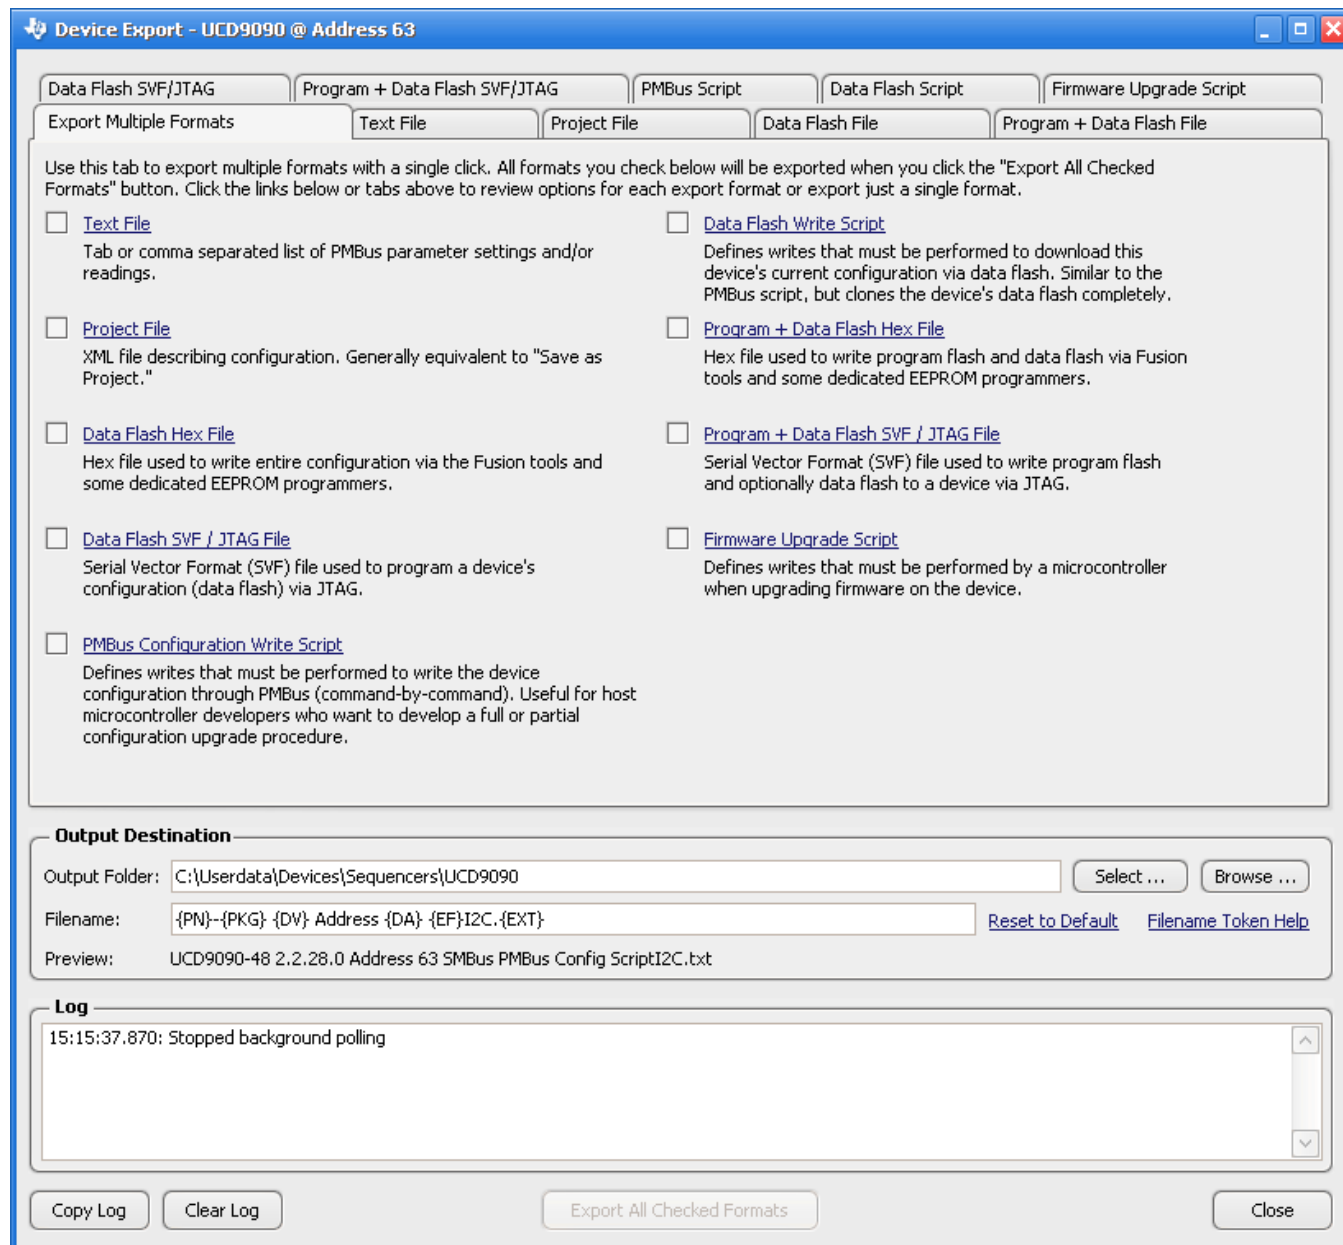 Device Export - UCD9090 @ Address 63
Data Flash SVF/JTAG
Program + Data Flash SVF/JTAG
PMBus Script
Data Flash Script
Firmware Upgrade Script
Export Multiple Formats
Text File
Project File
Data Flash File
Program + Data Flash File
Use this tab to export multiple formats with a single click. All formats you check below will be exported when you click the "Export All Checked
Formats" button. Click the links below or tabs above to review options for each export format or export just a single format.
Text File
Tab or comma separated list of PMBus parameter settings and/or
readings.
Project File
XML file describing configuration. Generally equivalent to "Save as
Project."
Data Flash Hex File
Hex file used to write entire configuration via the Fusion tools and
some dedicated EEPROM programmers.
Data Flash SVF / JTAG File
Serial Vector Format (SVF) file used to program a device's
configuration (data flash) via JTAG.
PMBus Configuration Write Script
Defines writes that must be performed to write the device
configuration through PMBus (command-by-command). Useful for host
microcontroller developers who want to develop a full or partial
configuration upgrade procedure.
Data Flash Write Script
Defines writes that must be performed to download this
device's current configuration via data flash. Similar to the
PMBus script, but clones the device's data flash completely.
Program + Data Flash Hex File
Hex file used to write program flash and data flash via Fusion
tools and some dedicated EEPROM programmers.
Program + Data Flash SVF / JTAG File
Serial Vector Format (SVF) file used to write program flash
and optionally data flash to a device via JTAG.
Firmware Upgrade Script
Defines writes that must be performed by a microcontroller
when upgrading firmware on the device.
Output Destination
Output Folder: C:\Userdata\Devices\Sequencers\UCD9090 Select ... Browse ...
Filename: {PN}-{PKG} {DV} Address {DA} {EF}I2C.{EXT} Reset to Default Filename Token Help
Preview: UCD9090-48 2.2.28.0 Address 63 SMBus PMBus Config ScriptI2C.txt
Log
15:15:37.870: Stopped background polling
Copy Log Clear Log Export All Checked Formats Close